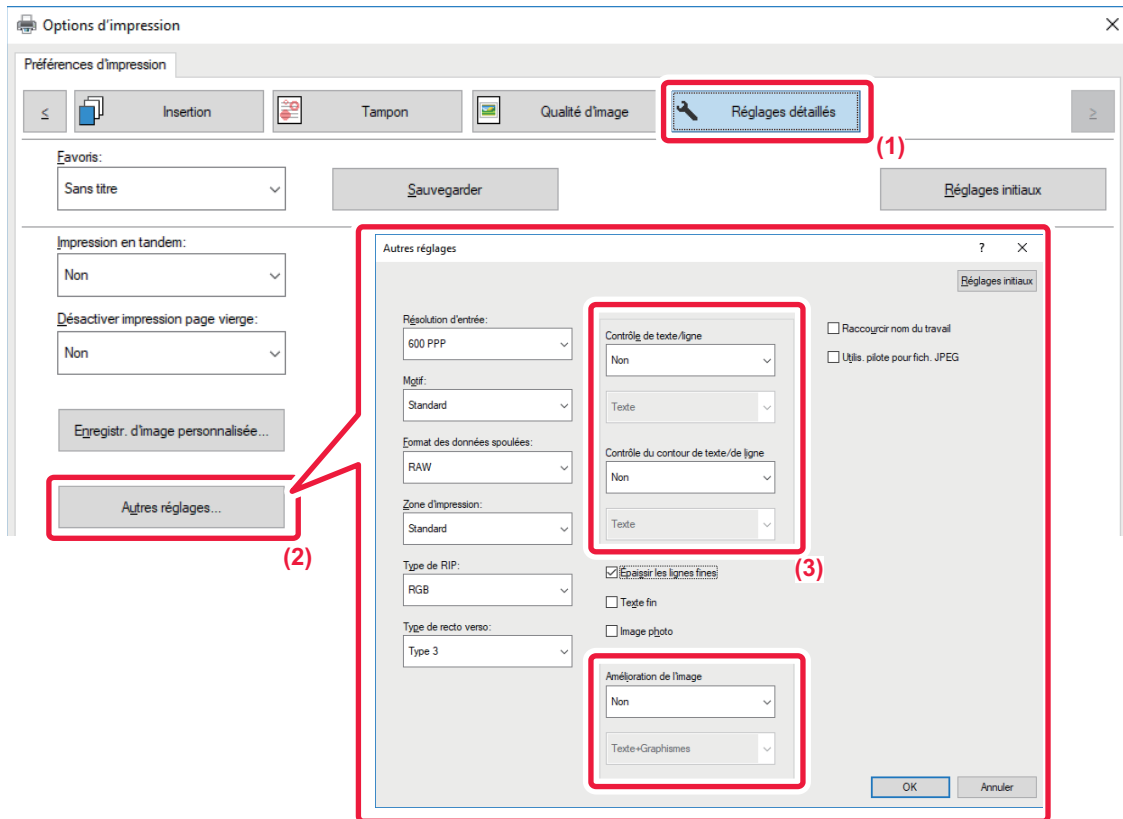 Options d'impression
Préférences d'impression
<
Insertion
Tampon
Qualité d'image
Réglages détaillés
>
(1)
Favoris:
Sans titre
Sauvegarder
Réglages initiaux
Impression en tandem:
Non
Désactiver impression page vierge:
Non
Enregistr. d'image personnalisée...
Autres réglages...
(2)
Autres réglages
?
Réglages initiaux
Résolution d'entrée:
600 PPP
Motif:
Standard
Format des données spoulées:
RAW
Zone d'impression:
Standard
Type de RIP:
RGB
Type de recto verso:
Type 3
Contrôle de texte/ligne
Non
Texte
Contrôle du contour de texte/de ligne
Non
Texte
(3)
Épaissir les lignes fines
Texte fin
Image photo
Amélioration de l'image
Non
Texte+Graphismes
Raccourcir nom du travail
Utilis. pilote pour fich. JPEG
OK
Annuler